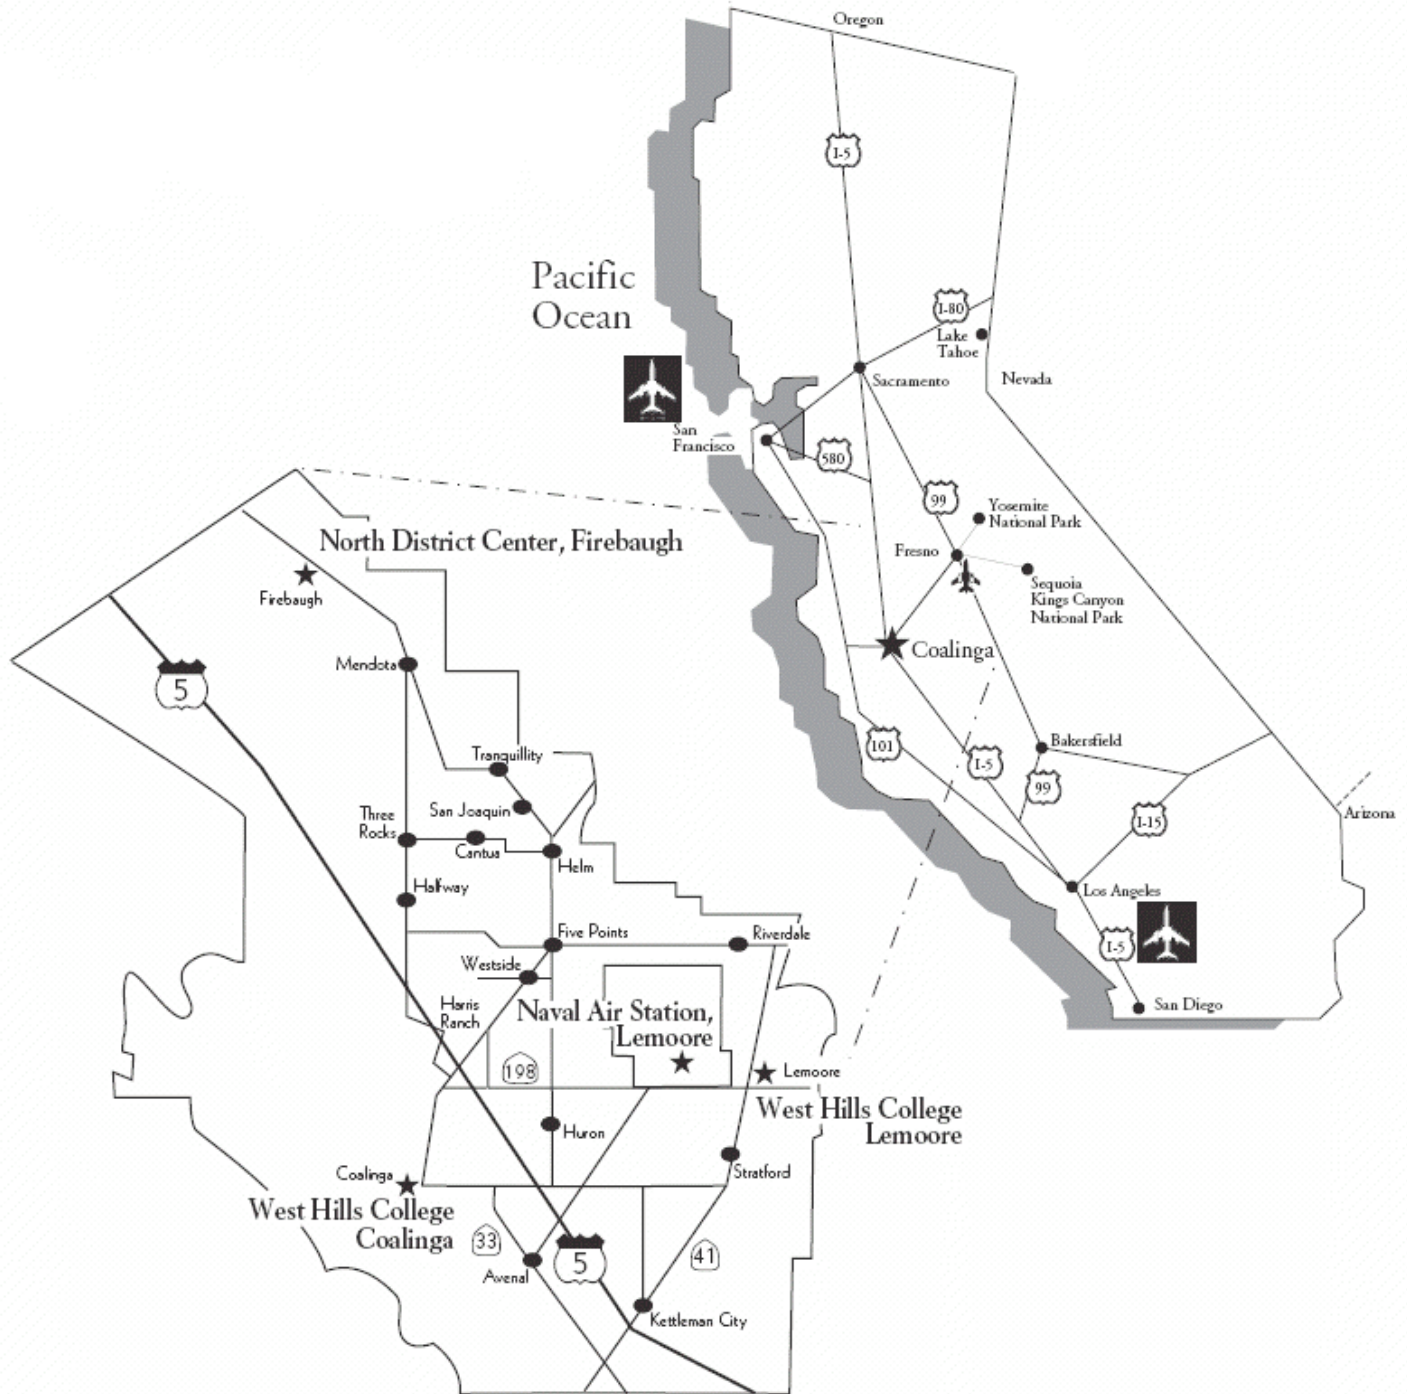 Oregon
I-5
Pacific
Ocean
I-80
Lake
Tahoe
Sacramento
Nevada
San
Francisco
580
99
Yosemite
National Park
Fresno
Sequoia
Kings Canyon
National Park
Coalinga
101
I-5
Bakersfield
99
I-15
Arizona
Los Angeles
I-5
San Diego
North District Center, Firebaugh
Firebaugh
Mendota
5
Tranquillity
San Joaquin
Three
Rocks
Cantua
Helm
Halfway
Five Points
Riverdale
Westside
Harris
Ranch
Naval Air Station,
Lemoore
198
Lemoore
West Hills College
Lemoore
Huron
Stratford
Coalinga
West Hills College
Coalinga
33
5
41
Avenal
Kettleman City